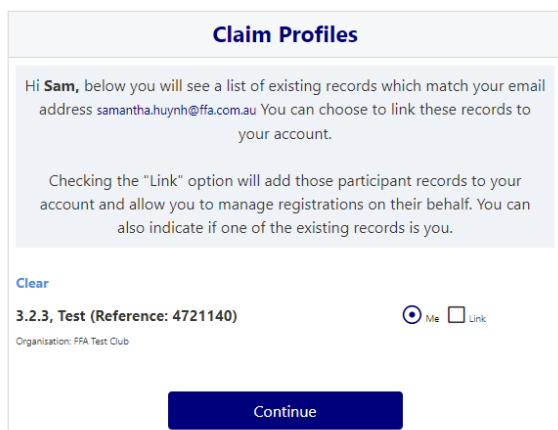 Claim Profiles
Hi Sam, below you will see a list of existing records which match your email
address samantha.huynh@ffa.com.au You can choose to link these records to
your account.
Checking the "Link" option will add those participant records to your
account and allow you to manage registrations on their behalf. You can
also indicate if one of the existing records is you.
Clear
3.2.3, Test (Reference: 4721140) Me Link
Organisation: FFA Test Club
Continue